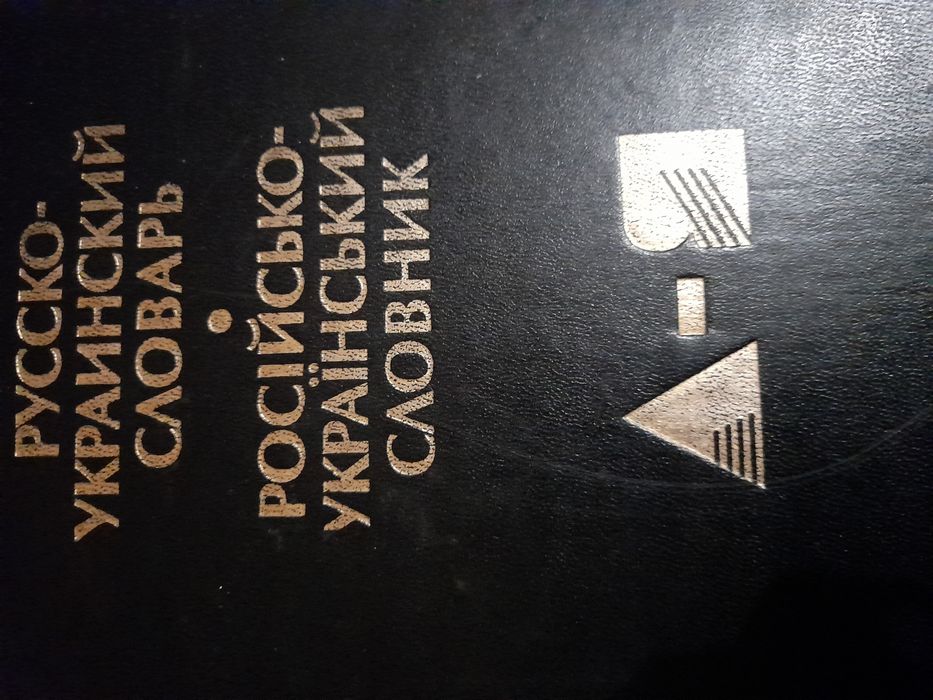 РУССКО-
УКРАИНСКИЙ
СЛОВАРЬ
РОСІЙСЬКО-
УКРАЇНСЬКИЙ
СЛОВНИК
А-Я